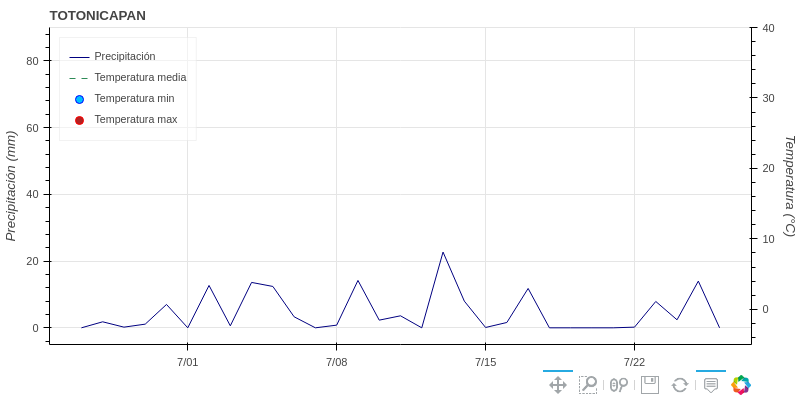 TOTONICAPAN
Precipitación
Temperatura media
Temperatura min
Temperatura max
Precipitación (mm)
80
60
40
20
0
40
30
20
10
0
Temperatura (°C)
7/01
7/08
7/15
7/22